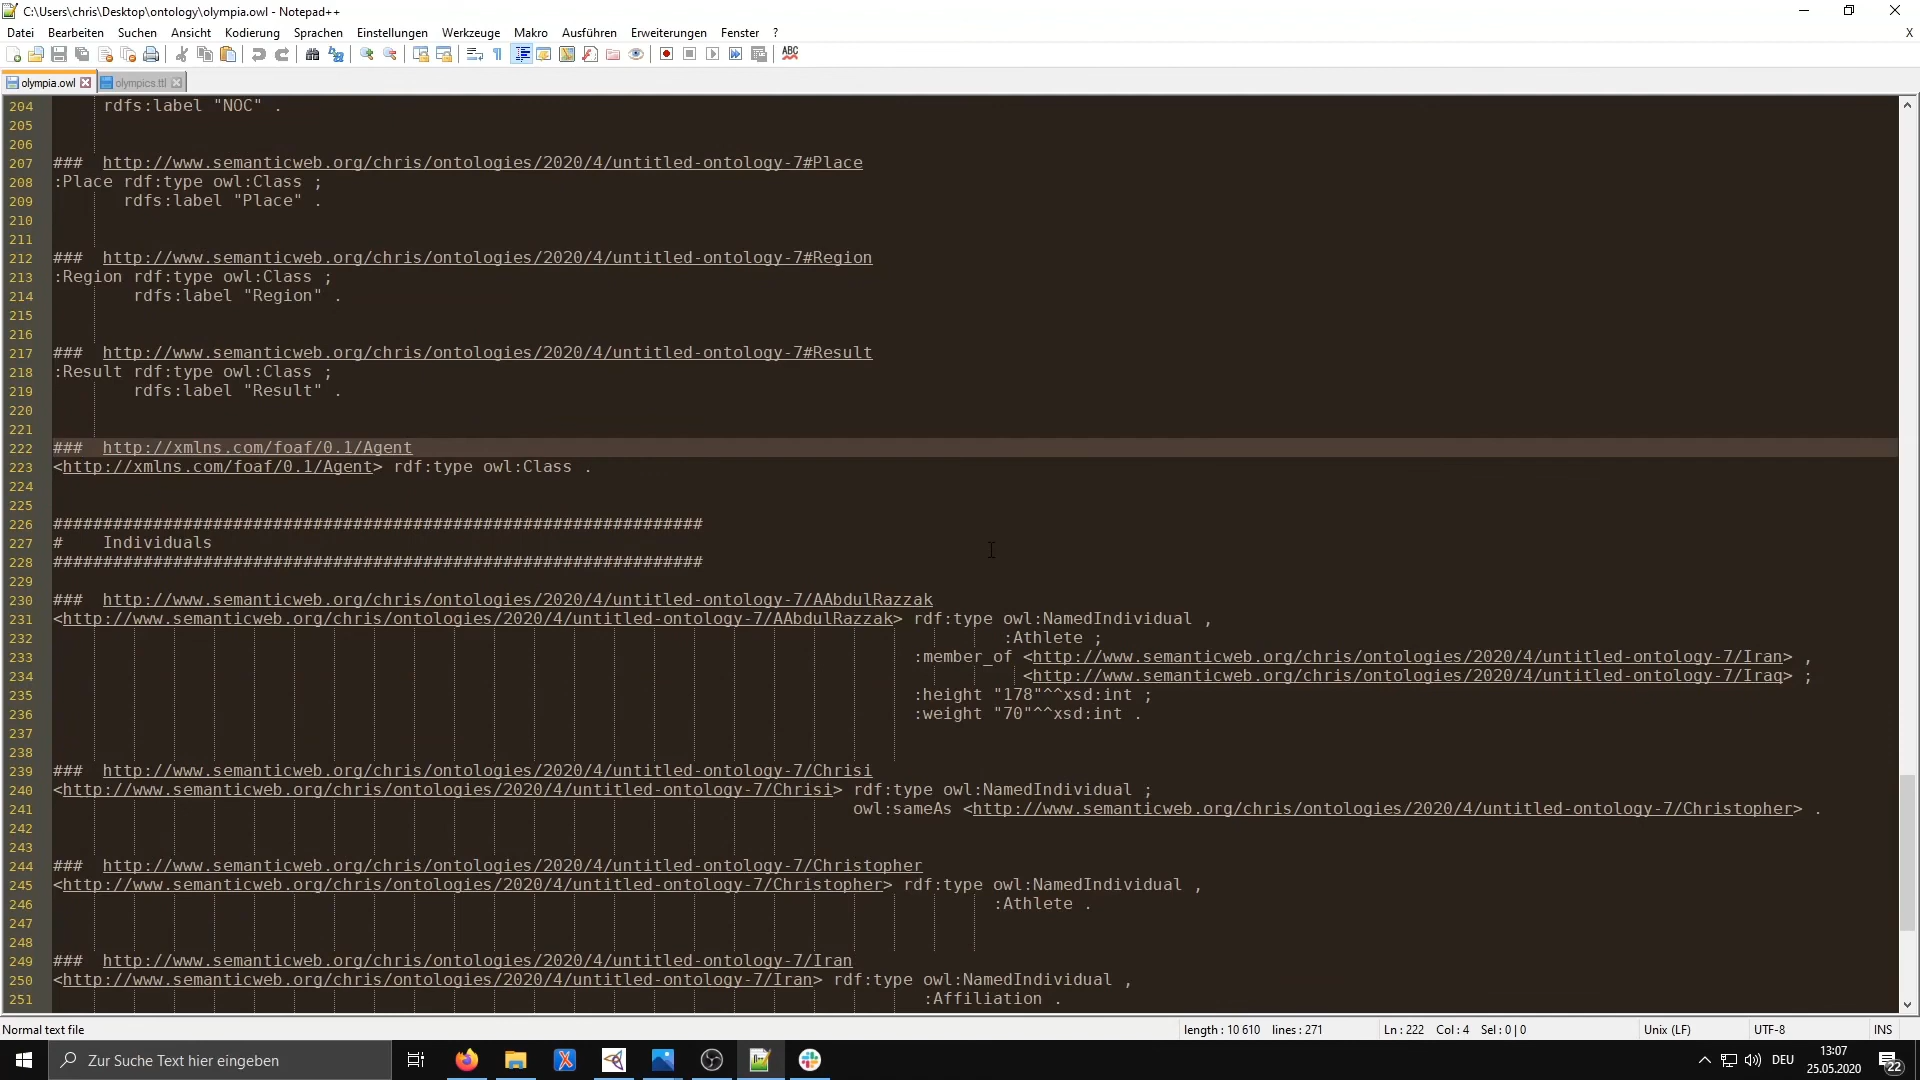 C:\Users\chris\Desktop\ontology\olympia.owl - Notepad++
Datei Bearbeiten Suchen Ansicht Kodierung Sprachen Einstellungen Werkzeuge Makro Ausführen Erweiterungen Fenster ? X
ABC
olympia.owl olympics.ttl
204 rdfs:label "NOC" .
205
206
207 ### http://www.semanticweb.org/chris/ontologies/2020/4/untitled-ontology-7#Place
208 :Place rdf:type owl:Class ;
209 rdfs:label "Place" .
210
211
212 ### http://www.semanticweb.org/chris/ontologies/2020/4/untitled-ontology-7#Region
213 :Region rdf:type owl:Class ;
214 rdfs:label "Region" .
215
216
217 ### http://www.semanticweb.org/chris/ontologies/2020/4/untitled-ontology-7#Result
218 :Result rdf:type owl:Class ;
219 rdfs:label "Result" .
220
221
222 ### http://xmlns.com/foaf/0.1/Agent
223 <http://xmlns.com/foaf/0.1/Agent> rdf:type owl:Class .
224
225
226 #################################################################
227 # Individuals
228 #################################################################
229
230 ### http://www.semanticweb.org/chris/ontologies/2020/4/untitled-ontology-7/AAbdulRazzak
231 <http://www.semanticweb.org/chris/ontologies/2020/4/untitled-ontology-7/AAbdulRazzak> rdf:type owl:NamedIndividual ,
232 :Athlete ;
233 :member_of <http://www.semanticweb.org/chris/ontologies/2020/4/untitled-ontology-7/Iran> ,
234 <http://www.semanticweb.org/chris/ontologies/2020/4/untitled-ontology-7/Iraq> ;
235 :height "178"^^xsd:int ;
236 :weight "70"^^xsd:int .
237
238
239 ### http://www.semanticweb.org/chris/ontologies/2020/4/untitled-ontology-7/Chrisi
240 <http://www.semanticweb.org/chris/ontologies/2020/4/untitled-ontology-7/Chrisi> rdf:type owl:NamedIndividual ;
241 owl:sameAs <http://www.semanticweb.org/chris/ontologies/2020/4/untitled-ontology-7/Christopher> .
242
243
244 ### http://www.semanticweb.org/chris/ontologies/2020/4/untitled-ontology-7/Christopher
245 <http://www.semanticweb.org/chris/ontologies/2020/4/untitled-ontology-7/Christopher> rdf:type owl:NamedIndividual ,
246 :Athlete .
247
248
249 ### http://www.semanticweb.org/chris/ontologies/2020/4/untitled-ontology-7/Iran
250 <http://www.semanticweb.org/chris/ontologies/2020/4/untitled-ontology-7/Iran> rdf:type owl:NamedIndividual ,
251 :Affiliation .
Normal text file length : 10 610 lines : 271 Ln : 222 Col : 4 Sel : 0 | 0 Unix (LF) UTF-8 INS
Zur Suche Text hier eingeben DEU 13:07
25.05.2020 22